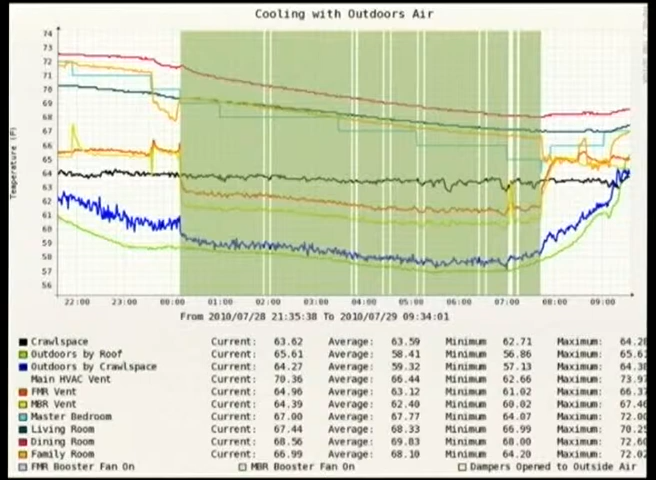 Cooling with Outdoors Air
74
73
72
71
70
69
68
67
66
65
64
63
62
61
60
59
58
57
56
Temperature (F)
22:00 23:00 00:00 01:00 02:00 03:00 04:00 05:00 06:00 07:00 08:00 09:00
From 2010/07/28 21:35:38 To 2010/07/29 09:34:01
Crawlspace Current: 63.62 Average: 63.59 Minimum 62.71 Maximum: 64.28
Outdoors by Roof Current: 65.61 Average: 58.41 Minimum 56.86 Maximum: 65.61
Outdoors by Crawlspace Current: 64.27 Average: 59.32 Minimum 57.13 Maximum: 64.38
Main HVAC Vent Current: 70.36 Average: 66.44 Minimum 62.66 Maximum: 73.97
FMR Vent Current: 64.96 Average: 63.12 Minimum 61.02 Maximum: 66.37
MBR Vent Current: 64.39 Average: 62.40 Minimum 60.02 Maximum: 67.46
Master Bedroom Current: 67.00 Average: 67.77 Minimum 64.07 Maximum: 72.00
Living Room Current: 67.44 Average: 68.33 Minimum 66.99 Maximum: 70.25
Dining Room Current: 68.56 Average: 69.83 Minimum 68.00 Maximum: 72.60
Family Room Current: 66.99 Average: 68.10 Minimum 64.20 Maximum: 72.02
FMR Booster Fan On MBR Booster Fan On Dampers Opened to Outside Air